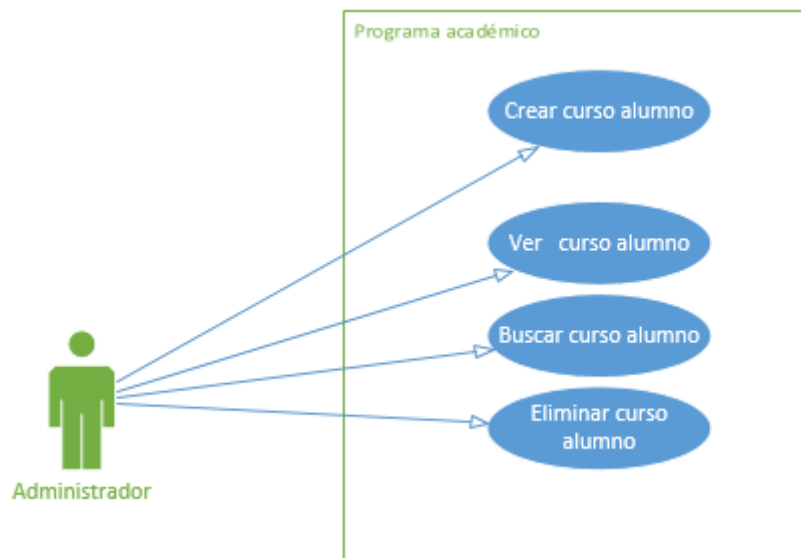 Programa académico
Crear curso alumno
Ver curso alumno
Buscar curso alumno
Eliminar curso
alumno
Administrador